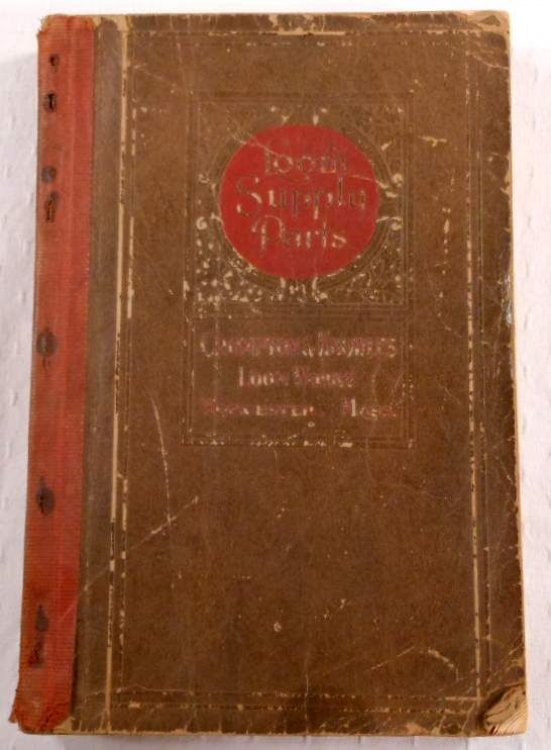 Loom
Supply
Parts
Crompton & Knowles
Loom Works
Worcester, Mass.